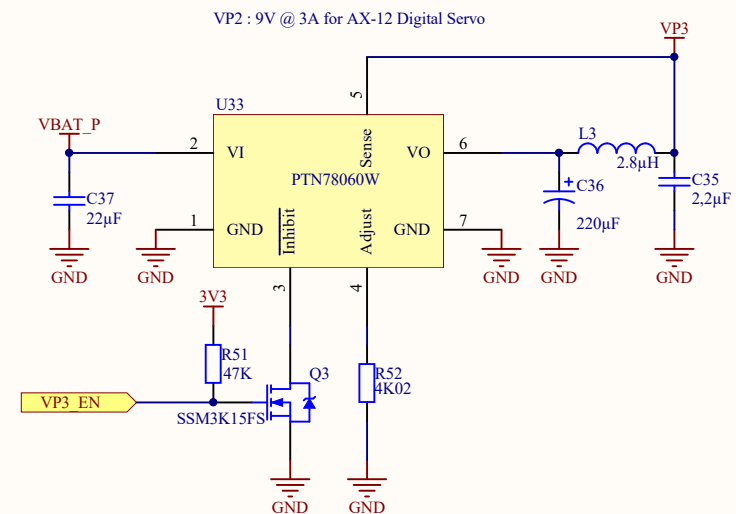 VP2 : 9V @ 3A for AX-12 Digital Servo
VP3
U33
5
VBAT_P
2
VI
Sense
VO
6
L3
2.8µH
PTN78060W
C37
22µF
C36
220µF
C35
2,2µF
1
GND
Inhibit
Adjust
GND
7
GND
GND
GND
GND
GND
3
4
3V3
R51
47K
Q3
R52
4K02
VP3_EN
SSM3K15FS
GND
GND